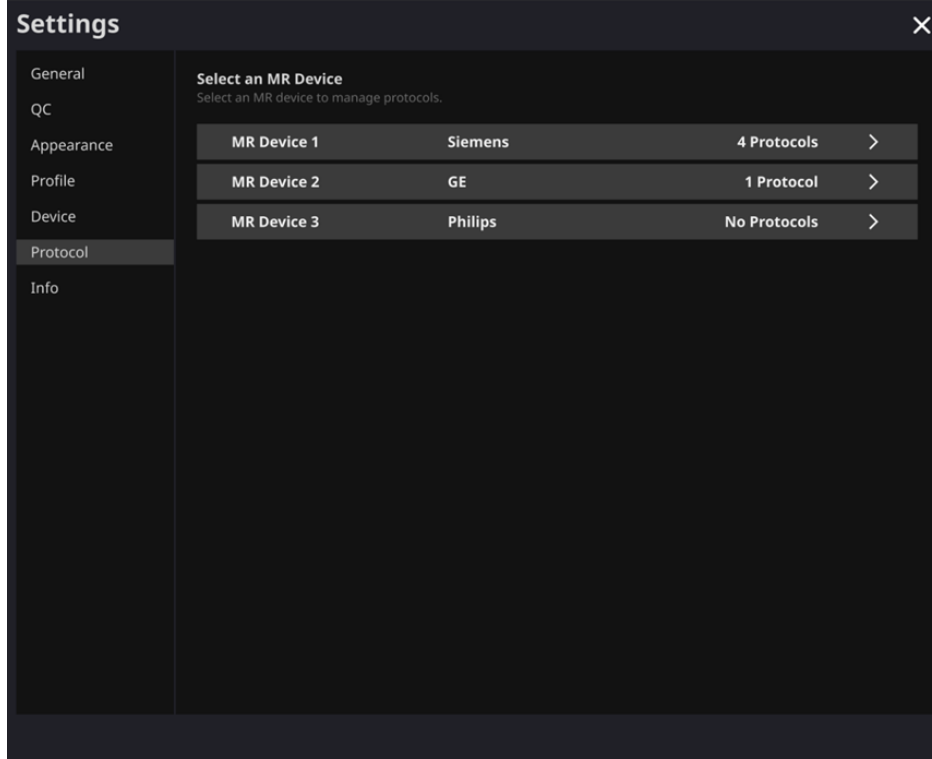 Settings
General
QC
Appearance
Profile
Device
Protocol
Info
Select an MR Device
Select an MR device to manage protocols.
MR Device 1 Siemens 4 Protocols
MR Device 2 GE 1 Protocol
MR Device 3 Philips No Protocols